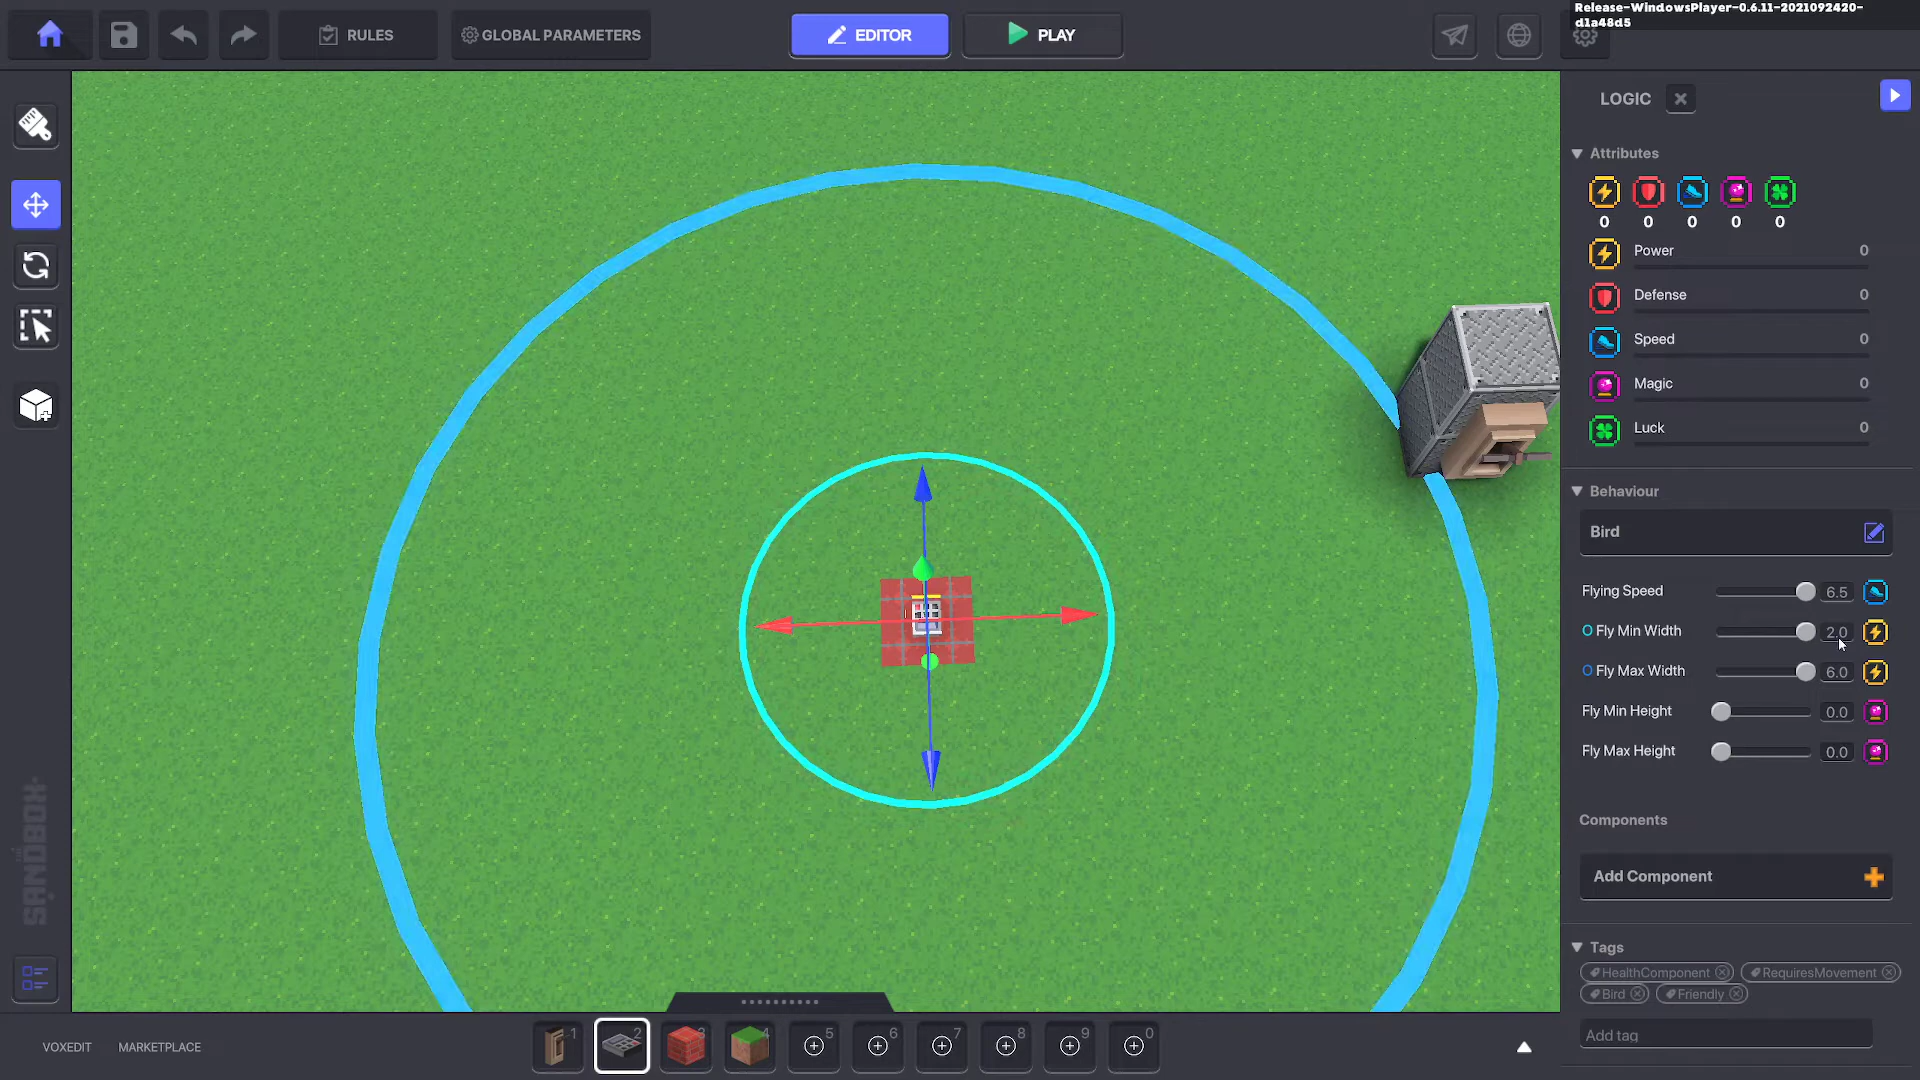 Release-WindowsPlayer-0.6.11-2021092420-
d1a48d5
RULES
GLOBAL PARAMETERS
EDITOR
PLAY
LOGIC
Attributes
0 0 0 0 0
Power 0
Defense 0
Speed 0
Magic 0
Luck 0
Behaviour
Bird
Flying Speed 6.5
O Fly Min Width 2.0
O Fly Max Width 6.0
Fly Min Height 0.0
Fly Max Height 0.0
Components
Add Component
Tags
HealthComponent RequiresMovement
Bird Friendly
Add tag
THE SANDBOX
VOXEDIT MARKETPLACE
1 2 3 4 5 6 7 8 9 0